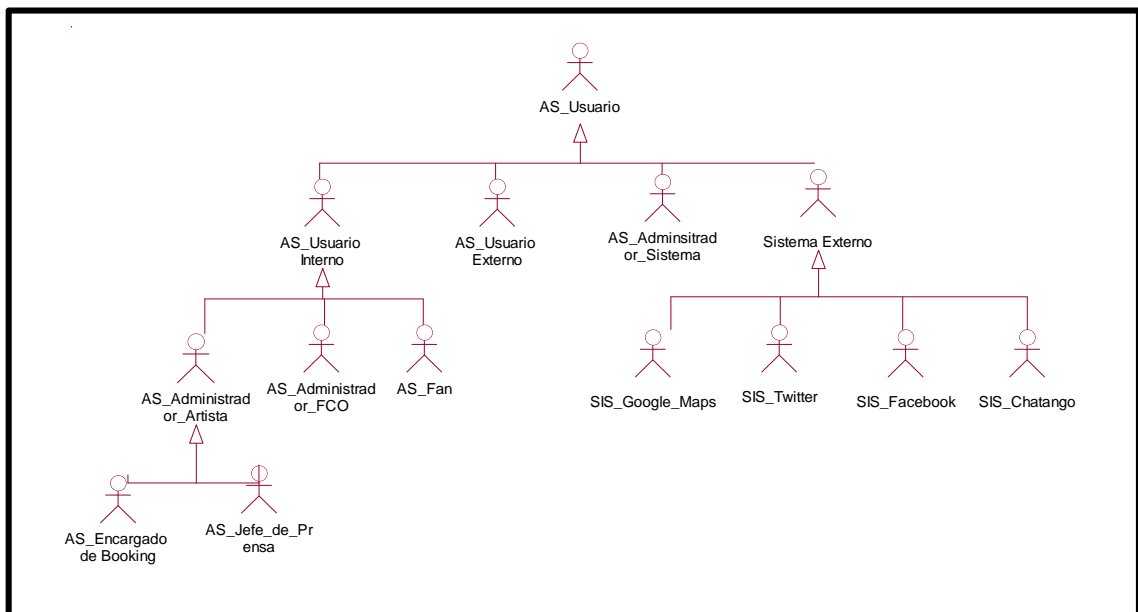 AS_Usuario
AS_Usuario
Interno
AS_Usuario
Externo
AS_Adminsitrad
or_Sistema
Sistema Externo
AS_Administrad
or_Artista
AS_Administrad
or_FCO
AS_Fan
SIS_Google_Maps
SIS_Twitter
SIS_Facebook
SIS_Chatango
AS_Encargado
de Booking
AS_Jefe_de_Pr
ensa